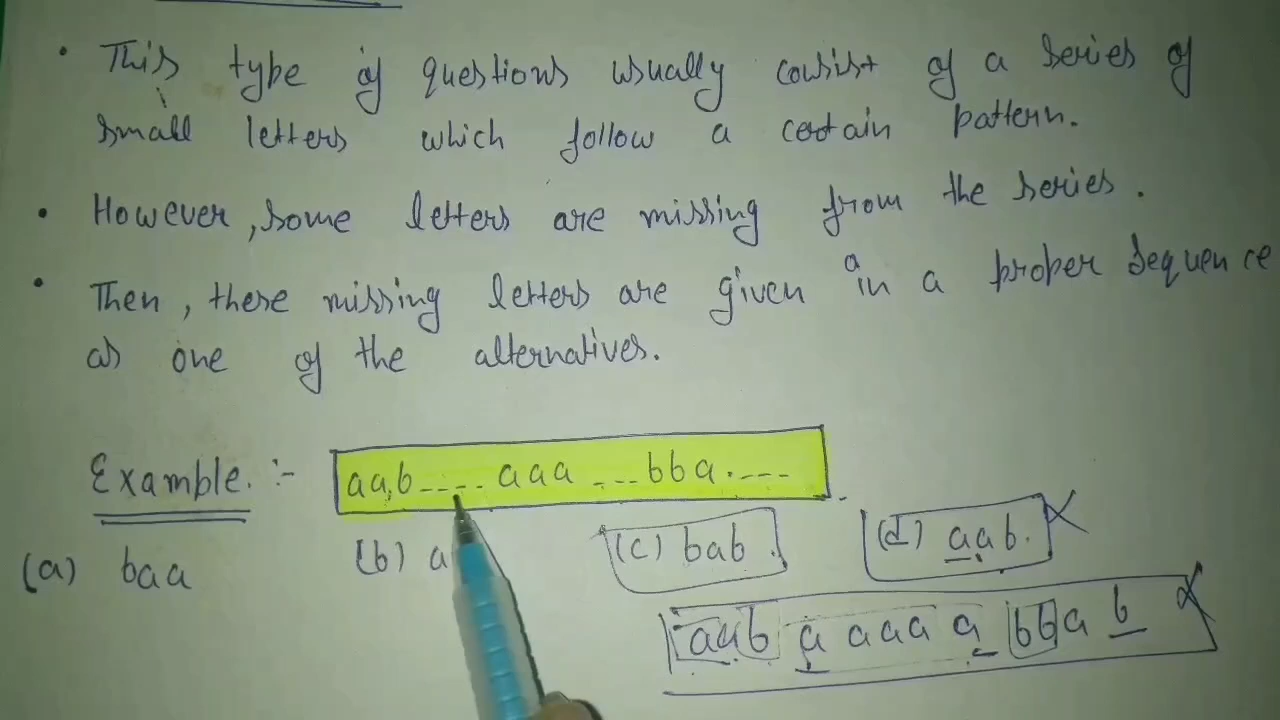 • This type of questions usually consist of a series of
small letters which follow a certain pattern.
• However, some letters are missing from the series.
• Then, these missing letters are given in a proper sequence
as one of the alternatives.
Example :- aab---- aaa ---bba.----
(a) baa (b) a (c) bab. (d) aab.
aab a aaa a bba b